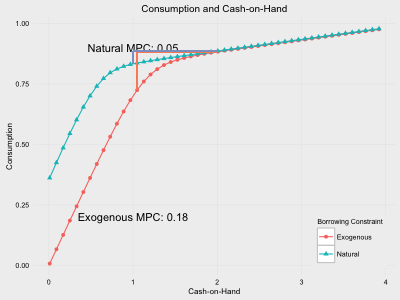 Consumption and Cash-on-Hand
1.00
Natural MPC: 0.05
0.75
Consumption
0.50
0.25
Exogenous MPC: 0.18
Borrowing Constraint
Exogenous
Natural
0.00
0
1
2
3
4
Cash-on-Hand